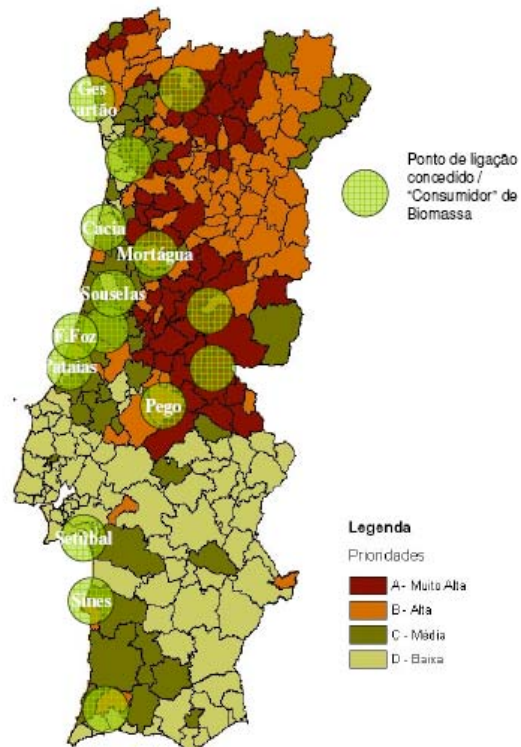 Ges
cartão
Ponto de ligação
concedido /
"Consumidor" de
Biomassa
Cacia
Mortágua
Souselas
F.Foz
Pataias
Pego
Setúbal
Sines
Legenda
Prioridades
A- Muito Alta
B - Alta
C - Média
D - Baixa